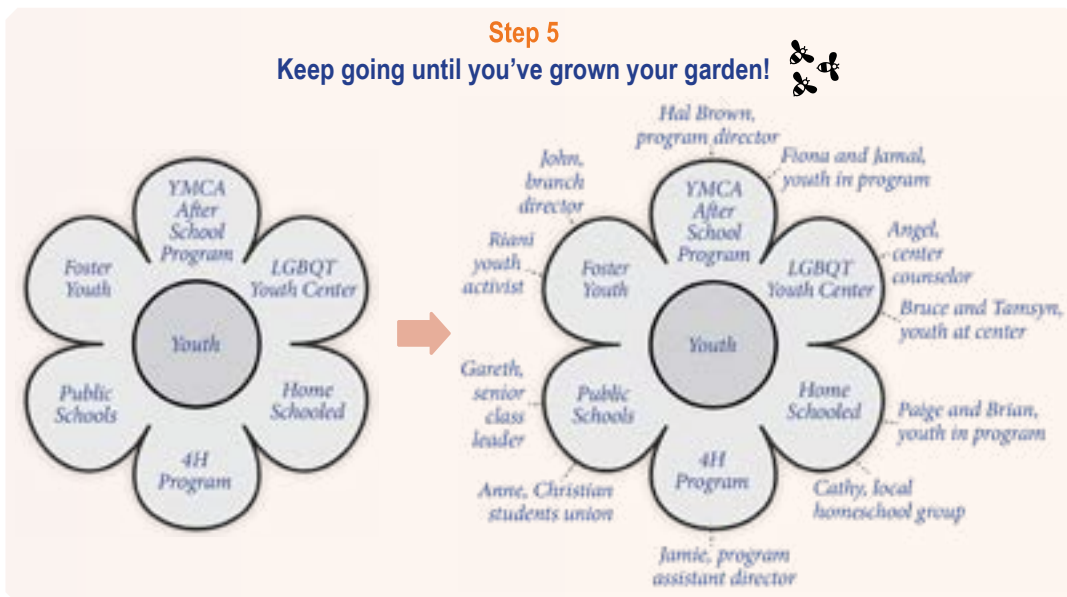 Step 5
Keep going until you've grown your garden!
YMCA
After
School
Program
Foster
Youth
LGBQT
Youth Center
Youth
Public
Schools
Home
Schooled
4H
Program
Hal Brown,
program director
John,
branch
director
Fiona and Jamal,
youth in program
Riani
youth
activist
YMCA
After
School
Program
Angel,
center
counselor
Foster
Youth
LGBQT
Youth Center
Bruce and Tamsyn,
youth at center
Youth
Gareth,
senior
class
leader
Public
Schools
Home
Schooled
Paige and Brian,
youth in program
4H
Program
Anne, Christian
students union
Cathy, local
homeschool group
Jamie, program
assistant director